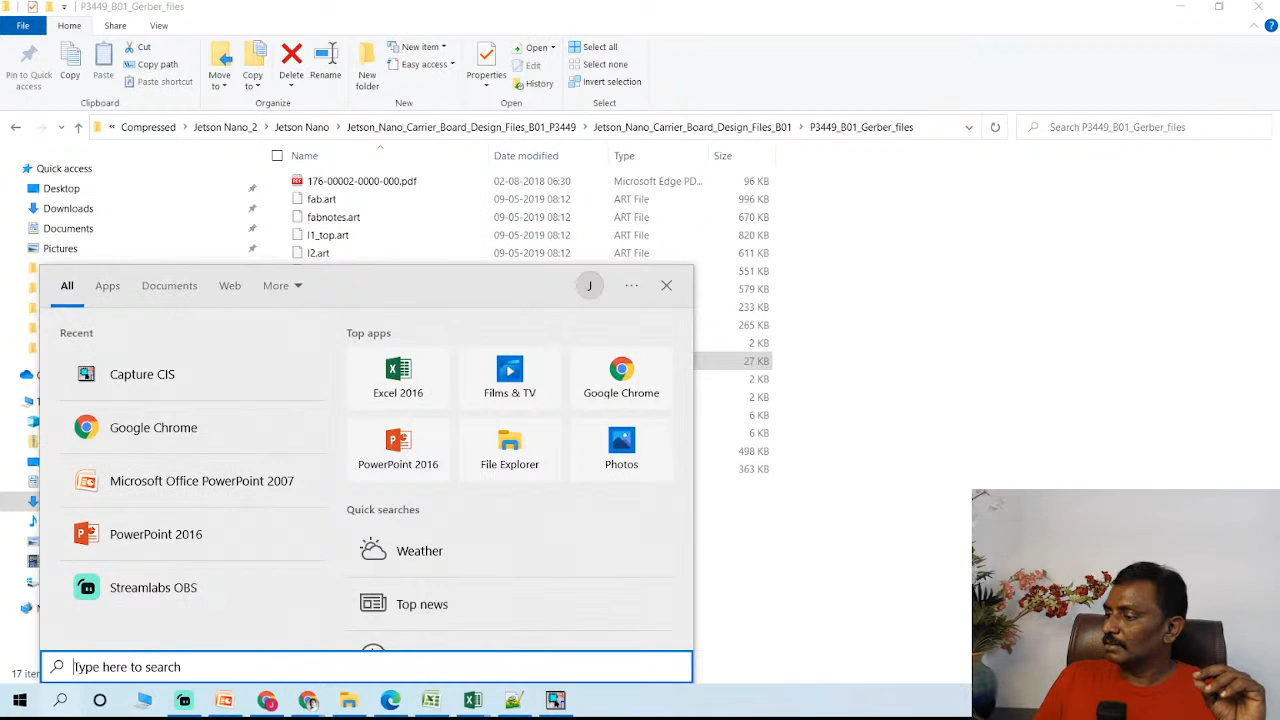 P3449_B01_Gerber_files
File Home Share View
Pin to Quick access
Copy
Paste
Cut
Copy path
Paste shortcut
Clipboard
Move to
Copy to
Delete
Rename
Organize
New folder
New item
Easy access
New
Properties
Open
Edit
History
Open
Select all
Select none
Invert selection
Select
« Compressed > Jetson Nano_2 > Jetson Nano > Jetson_Nano_Carrier_Board_Design_Files_B01_P3449 > Jetson_Nano_Carrier_Board_Design_Files_B01 > P3449_B01_Gerber_files
Search P3449_B01_Gerber_files
Quick access
Desktop
Downloads
Documents
Pictures
Name Date modified Type Size
176-00002-0000-000.pdf 02-08-2018 06:30 Microsoft Edge PD... 96 KB
fab.art 09-05-2019 08:12 ART File 996 KB
fabnotes.art 09-05-2019 08:12 ART File 670 KB
l1_top.art 09-05-2019 08:12 ART File 820 KB
l2.art 09-05-2019 08:12 ART File 611 KB
551 KB
579 KB
233 KB
265 KB
2 KB
27 KB
2 KB
2 KB
6 KB
6 KB
498 KB
363 KB
All Apps Documents Web More
J
Recent
Capture CIS
Google Chrome
Microsoft Office PowerPoint 2007
PowerPoint 2016
Streamlabs OBS
Top apps
Excel 2016
Films & TV
Google Chrome
PowerPoint 2016
File Explorer
Photos
Quick searches
Weather
Top news
Type here to search
17 iten